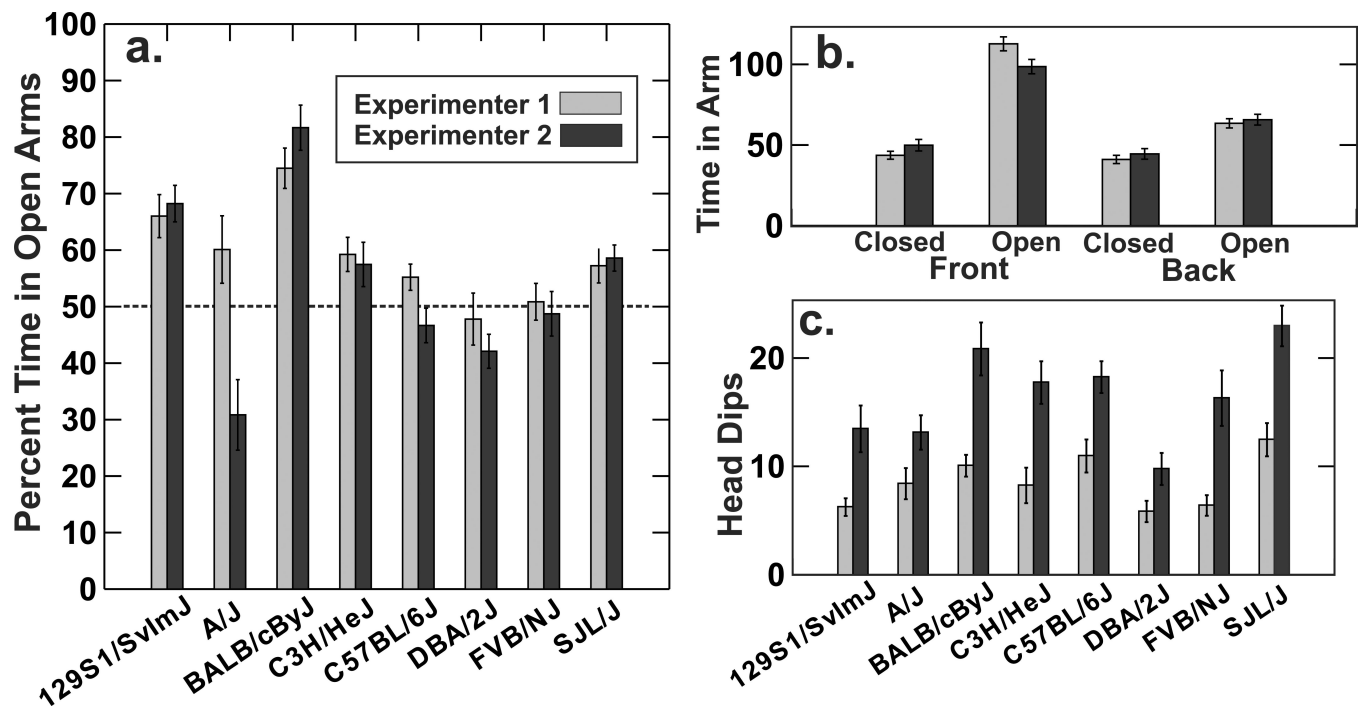 a.
Percent Time in Open Arms
100
90
80
70
60
50
40
30
20
10
0
Experimenter 1
Experimenter 2
129S1/SvImJ
A/J
BALB/cByJ
C3H/HeJ
C57BL/6J
DBA/2J
FVB/NJ
SJL/J
b.
Time in Arm
100
50
0
Closed Open Closed Open
Front Back
c.
Head Dips
20
10
0
129S1/SvImJ
A/J
BALB/cByJ
C3H/HeJ
C57BL/6J
DBA/2J
FVB/NJ
SJL/J